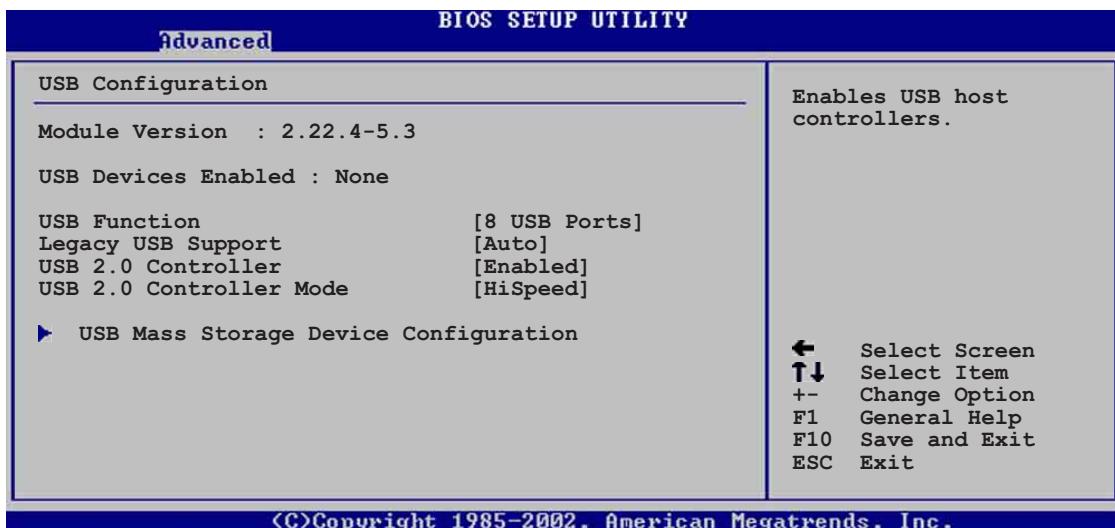 BIOS SETUP UTILITY
Advanced
USB Configuration
Module Version : 2.22.4-5.3
USB Devices Enabled : None
USB Function [8 USB Ports]
Legacy USB Support [Auto]
USB 2.0 Controller [Enabled]
USB 2.0 Controller Mode [HiSpeed]
USB Mass Storage Device Configuration
Enables USB host
controllers.
Select Screen
Select Item
+- Change Option
F1 General Help
F10 Save and Exit
ESC Exit
(C)Copyright 1985-2002, American Megatrends, Inc.